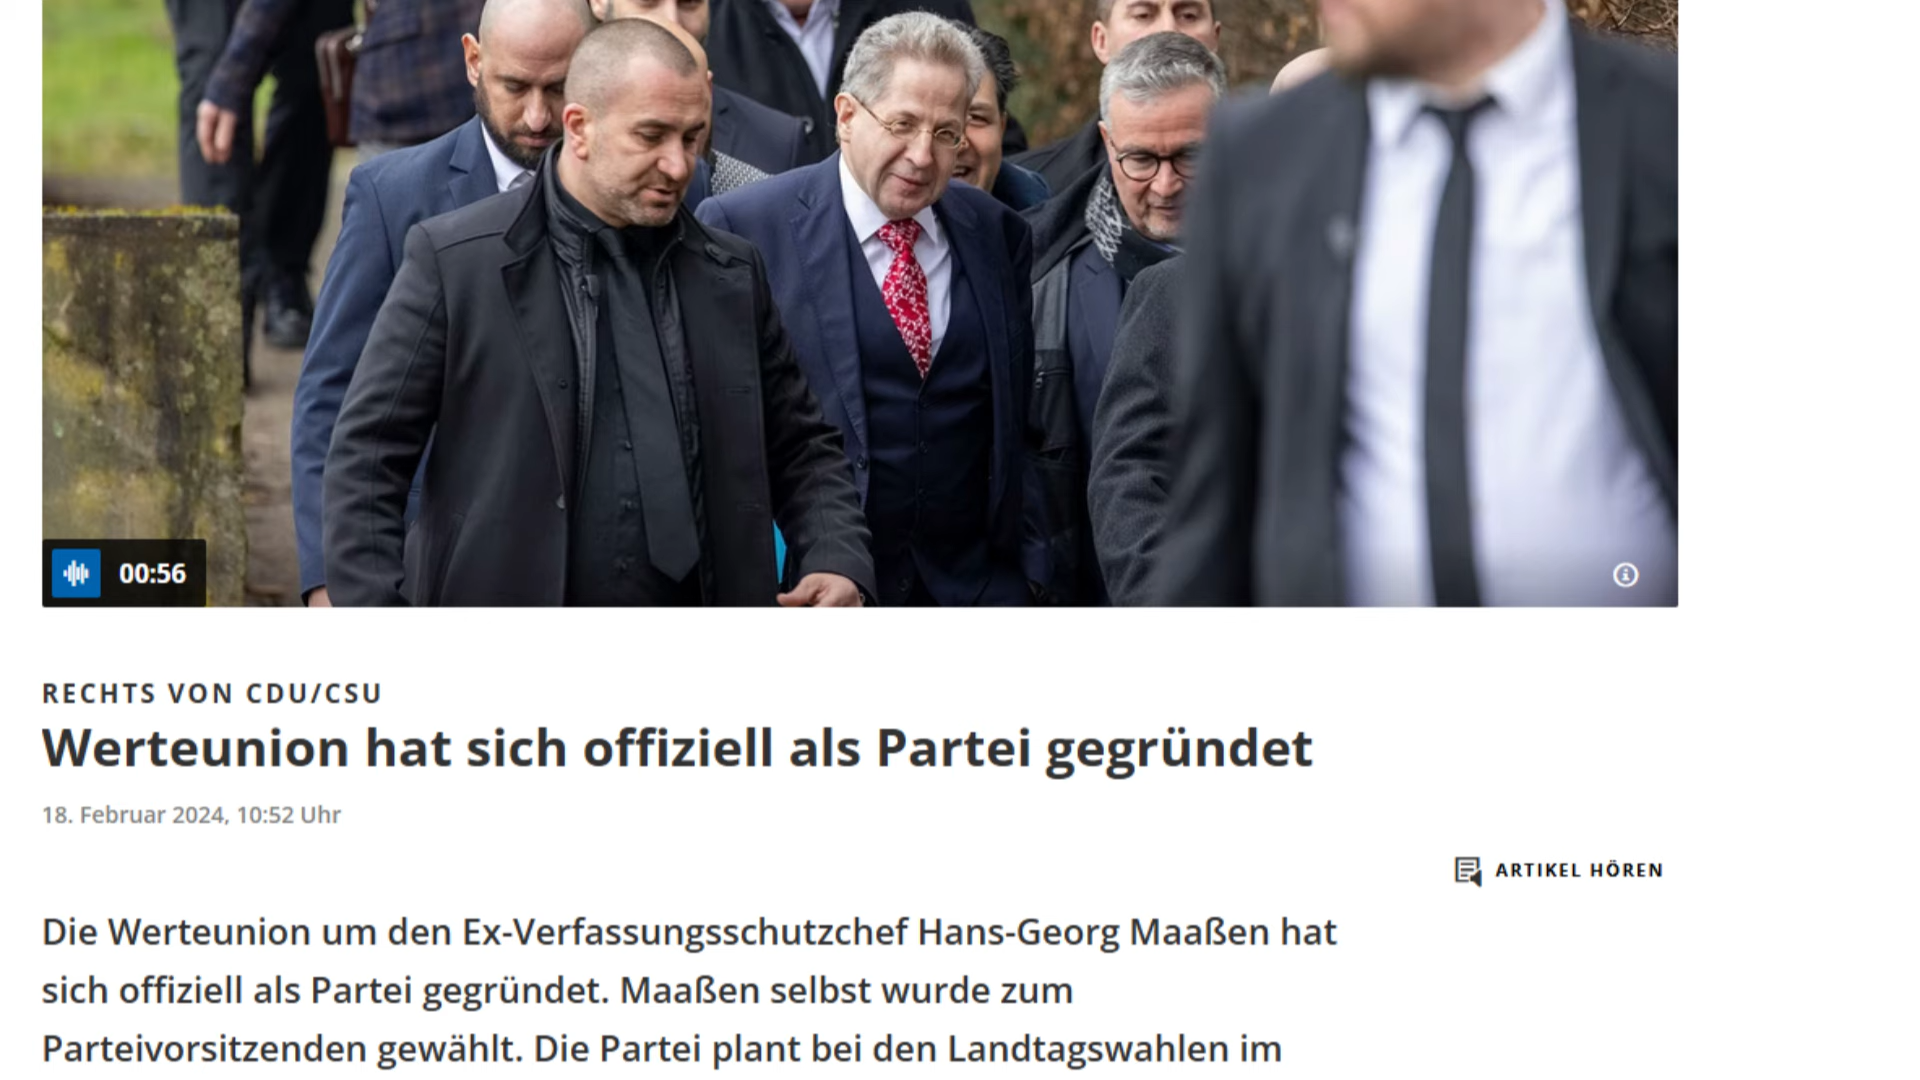 00:56
RECHTS VON CDU/CSU
Werteunion hat sich offiziell als Partei gegründet
18. Februar 2024, 10:52 Uhr
ARTIKEL HÖREN
Die Werteunion um den Ex-Verfassungsschutzchef Hans-Georg Maaßen hat
sich offiziell als Partei gegründet. Maaßen selbst wurde zum
Parteivorsitzenden gewählt. Die Partei plant bei den Landtagswahlen im